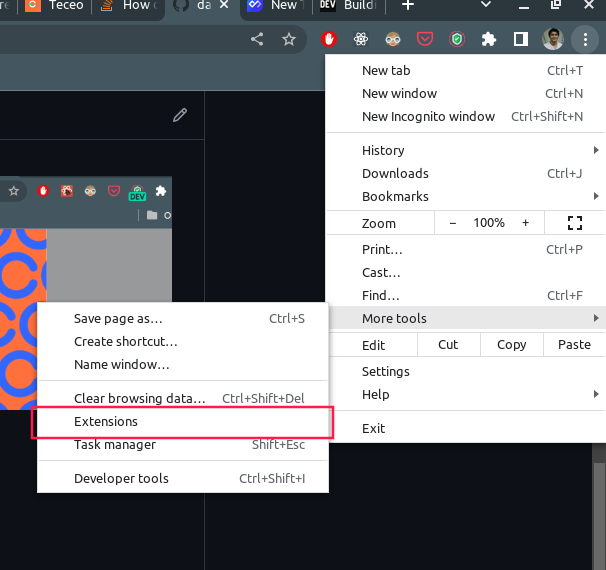 Teceo
How
da
New T
DEV
Buildi
New tab Ctrl+T
New window Ctrl+N
New Incognito window Ctrl+Shift+N
History
Downloads Ctrl+J
Bookmarks
Zoom − 100% +
Print… Ctrl+P
Cast…
Find… Ctrl+F
More tools
Edit Cut Copy Paste
Settings
Help
Exit
DEV
Save page as… Ctrl+S
Create shortcut…
Name window…
Clear browsing data… Ctrl+Shift+Del
Extensions
Task manager Shift+Esc
Developer tools Ctrl+Shift+I